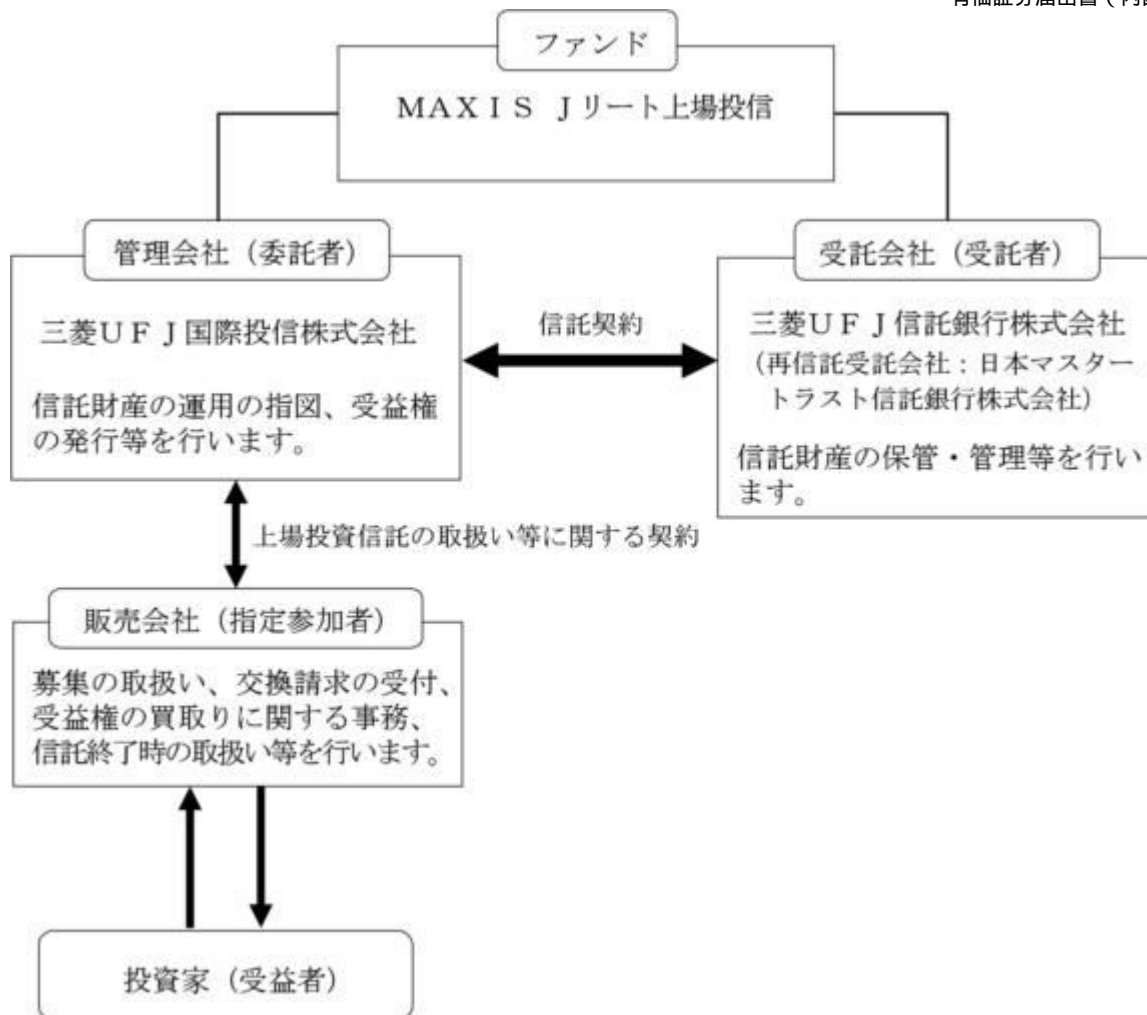 ファンド
MAXIS Jリート上場投信
管理会社（委託者）
三菱UFJ国際投信株式会社
信託財産の運用の指図、受益権
の発行等を行います。
信託契約
受託会社（受託者）
三菱UFJ信託銀行株式会社
（再信託受託会社：日本マスター
トラスト信託銀行株式会社）
信託財産の保管・管理等を行い
ます。
上場投資信託の取扱い等に関する契約
販売会社（指定参加者）
募集の取扱い、交換請求の受付、
受益権の買取りに関する事務、
信託終了時の取扱い等を行います。
投資家（受益者）